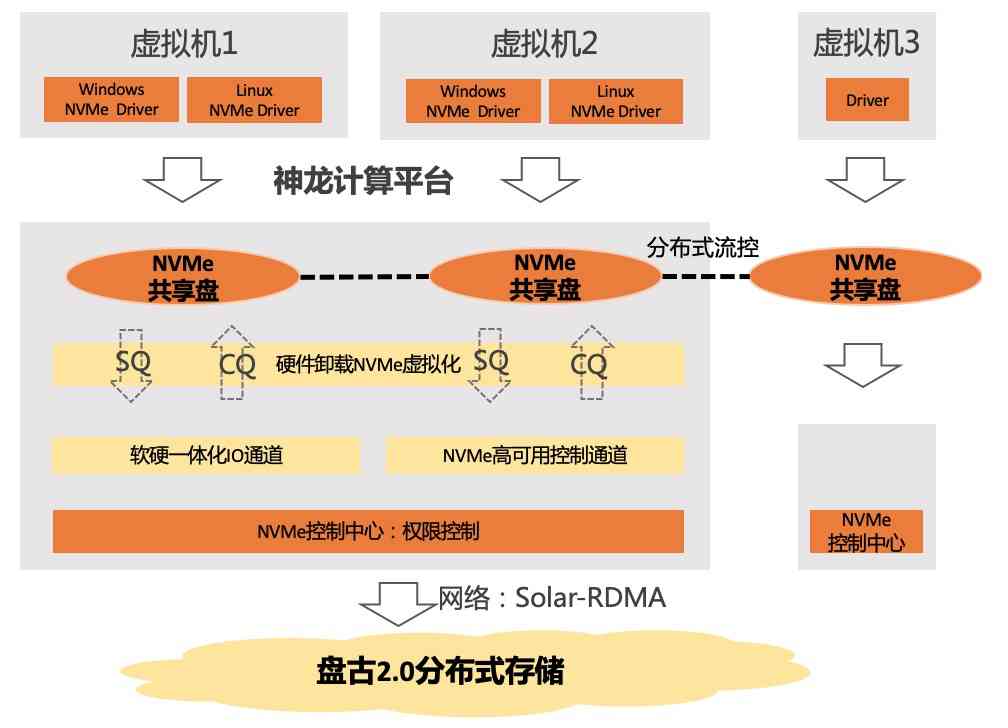 虚拟机1
虚拟机2
虚拟机3
Windows
NVMe Driver
Linux
NVMe Driver
Windows
NVMe Driver
Linux
NVMe Driver
Driver
神龙计算平台
分布式流控
NVMe
共享盘
NVMe
共享盘
NVMe
共享盘
SQ
CQ
硬件卸载NVMe虚拟化
SQ
CQ
软硬一体化IO通道
NVMe高可用控制通道
NVMe控制中心：权限控制
NVMe
控制中心
网络：Solar-RDMA
盘古2.0分布式存储